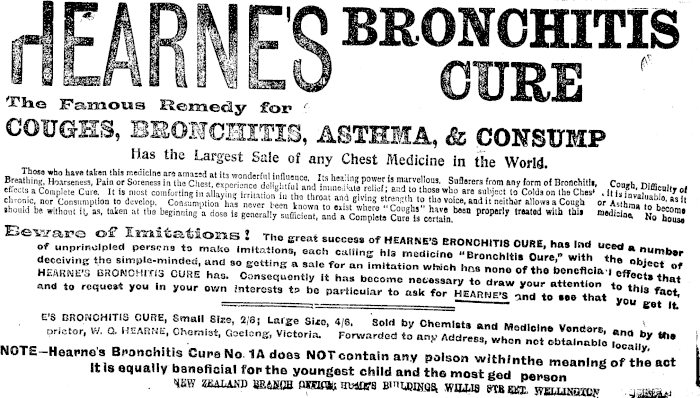 HEARNE'S BRONCHITIS
CURE
The Famous Remedy for
COUGHS, BRONCHITIS, ASTHMA, & CONSUMP
Has the Largest Sale of any Chest Medicine in the World.
Those who have taken this medicine are amazed at its wonderful influence. Its healing power is marvellous. Sufferers from any form of Bronchitis, Cough, Difficulty of
Breathing, Hoarseness, Pain or Soreness in the Chest, experience delightful and immediate relief; and to those who are subject to Colds on the Ches' it is invaluable, as it
effects a Complete Cure. It is most comforting in allaying irritation in the throat and giving strength to the voice, and it neither allows a Cough or Asthma to become
chronic, nor Consumption to develop. Consumption has never been known to exist where "Coughs" have been properly treated with this medicine. No house
should be without it, as, taken at the beginning a dose is generally sufficient, and a Complete Cure is certain.
Beware of Imitations! The great success of HEARNE'S BRONCHITIS CURE, has ind uced a number
of unprincipled persons to make imitations, each calling his medicine "Bronchitis Cure," with the object of
deceiving the simple-minded, and so getting a sale for an imitation which has none of the beneficial effects that
HEARNE'S BRONCHITIS CURE has. Consequently it has become necessary to draw your attention to this fact,
and to request you in your own interests to be particular to ask for HEARNE'S and to see that you get it.
E'S BRONCHITIS CURE, Small Size, 2/6; Large Size, 4/6. Sold by Chemists and Medicine Vendors, and by the
prietor, W. G. HEARNE, Chemist, Geelong, Victoria. Forwarded to any Address, when not obtainable locally.
NOTE—Hearne's Bronchitis Cure No. 1A does NOT contain any poison within the meaning of the act
It is equally beneficial for the youngest child and the most ged person
NEW ZEALAND BRANCH OFFICE, HUME'S BUILDINGS, WILLIS STREET, WELLINGTON